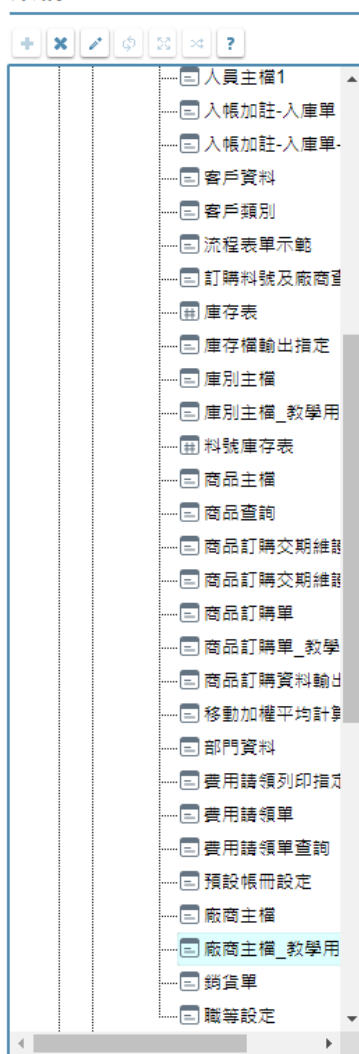 ?
人員主檔1
入帳加註-入庫單
入帳加註-入庫單-
客戶資料
客戶類別
流程表單示範
訂購料號及廠商查
庫存表
庫存檔輸出指定
庫別主檔
庫別主檔_教學用
料號庫存表
商品主檔
商品查詢
商品訂購交期維護
商品訂購交期維護
商品訂購單
商品訂購單_教學
商品訂購資料輸出
移動加權平均計算
部門資料
費用請領列印指定
費用請領單
費用請領單查詢
預設帳冊設定
廠商主檔
廠商主檔_教學用
銷貨單
職等設定